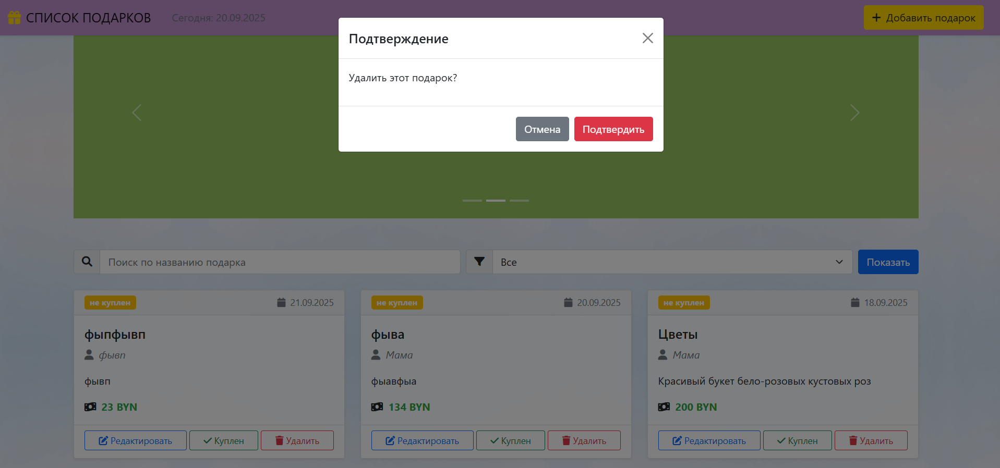 СПИСОК ПОДАРКОВ
Сегодня: 20.09.2025
Добавить подарок
Подтверждение
Удалить этот подарок?
Отмена
Подтвердить
Поиск по названию подарка
Все
Показать
не куплен
21.09.2025
фыпфывп
фывп
фывп
23 BYN
Редактировать
Куплен
Удалить
не куплен
20.09.2025
фыва
Мама
фыавфыа
134 BYN
Редактировать
Куплен
Удалить
не куплен
18.09.2025
Цветы
Мама
Красивый букет бело-розовых кустовых роз
200 BYN
Редактировать
Куплен
Удалить